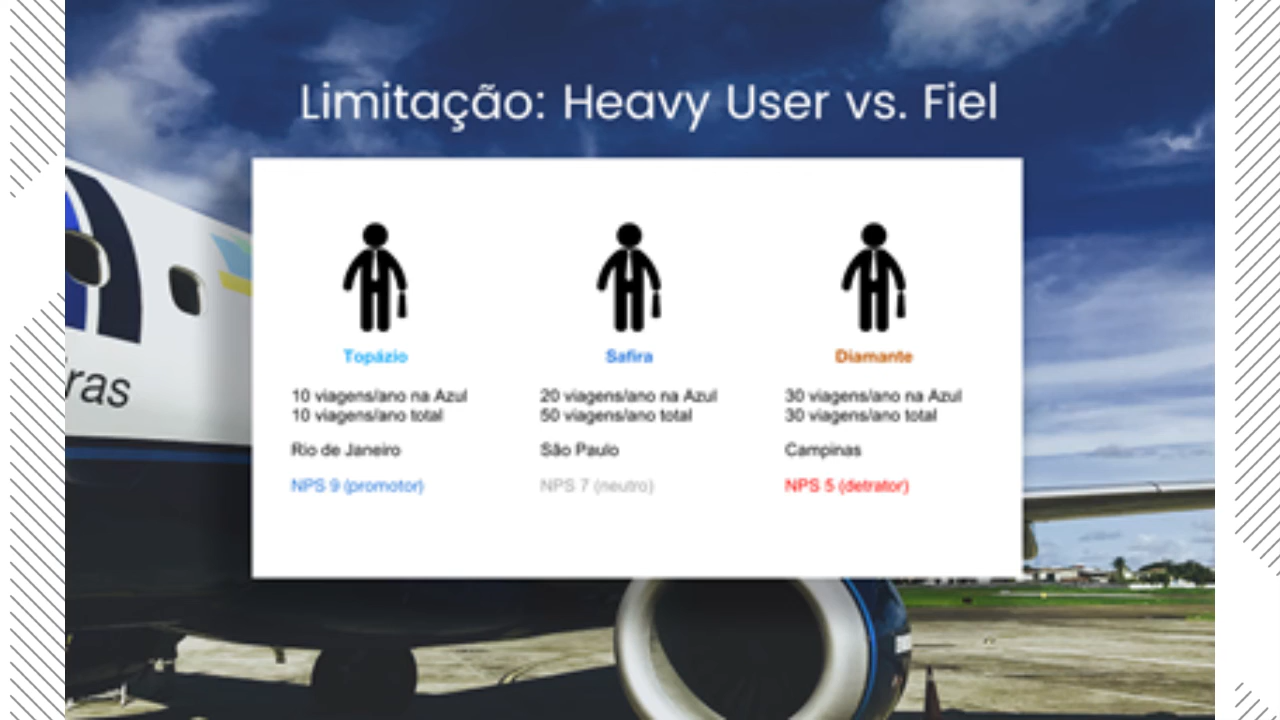 Limitação: Heavy User vs. Fiel
Topázio
10 viagens/ano na Azul
10 viagens/ano total
Rio de Janeiro
NPS 9 (promotor)
Safira
20 viagens/ano na Azul
50 viagens/ano total
São Paulo
NPS 7 (neutro)
Diamante
30 viagens/ano na Azul
30 viagens/ano total
Campinas
NPS 5 (detrator)
ras